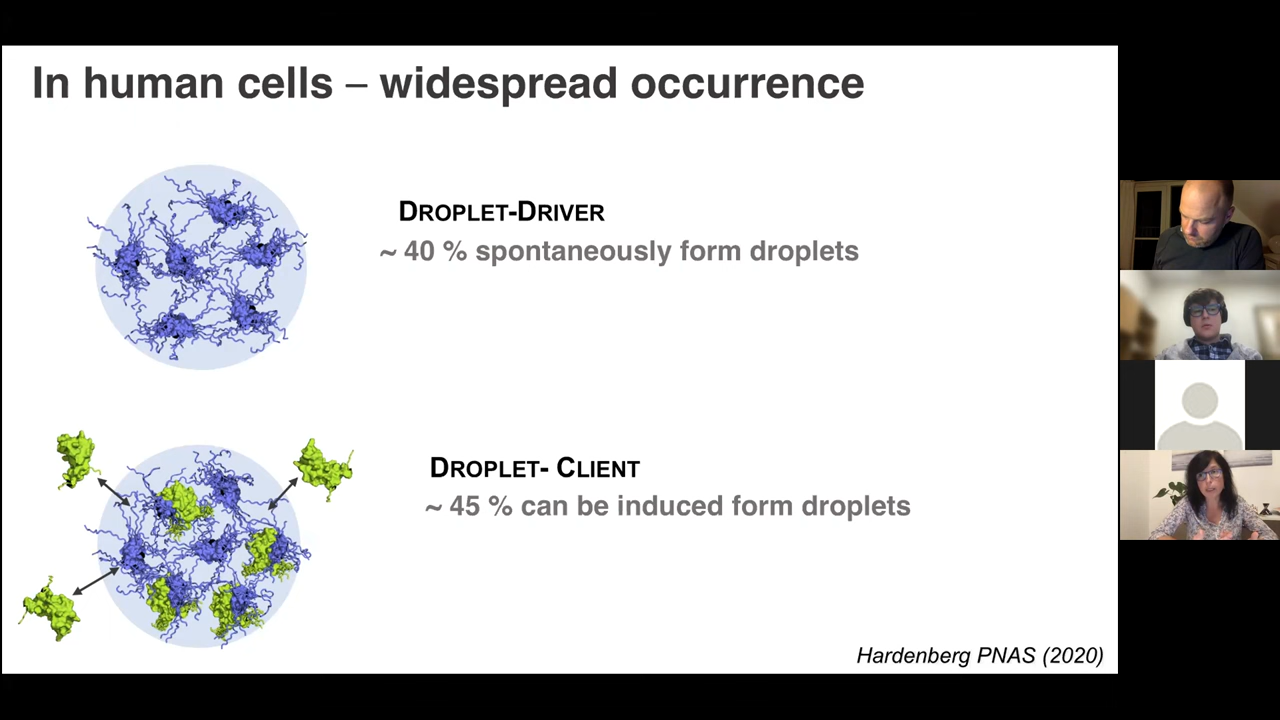 In human cells – widespread occurrence
DROPLET-DRIVER
~ 40 % spontaneously form droplets
DROPLET- CLIENT
~ 45 % can be induced form droplets
Hardenberg PNAS (2020)